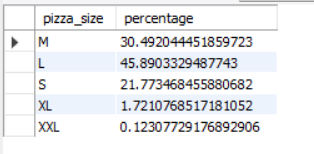 pizza_size percentage
M 30.492044451859723
L 45.8903329487743
S 21.773468455880682
XL 1.7210768517181052
XXL 0.12307729176892906